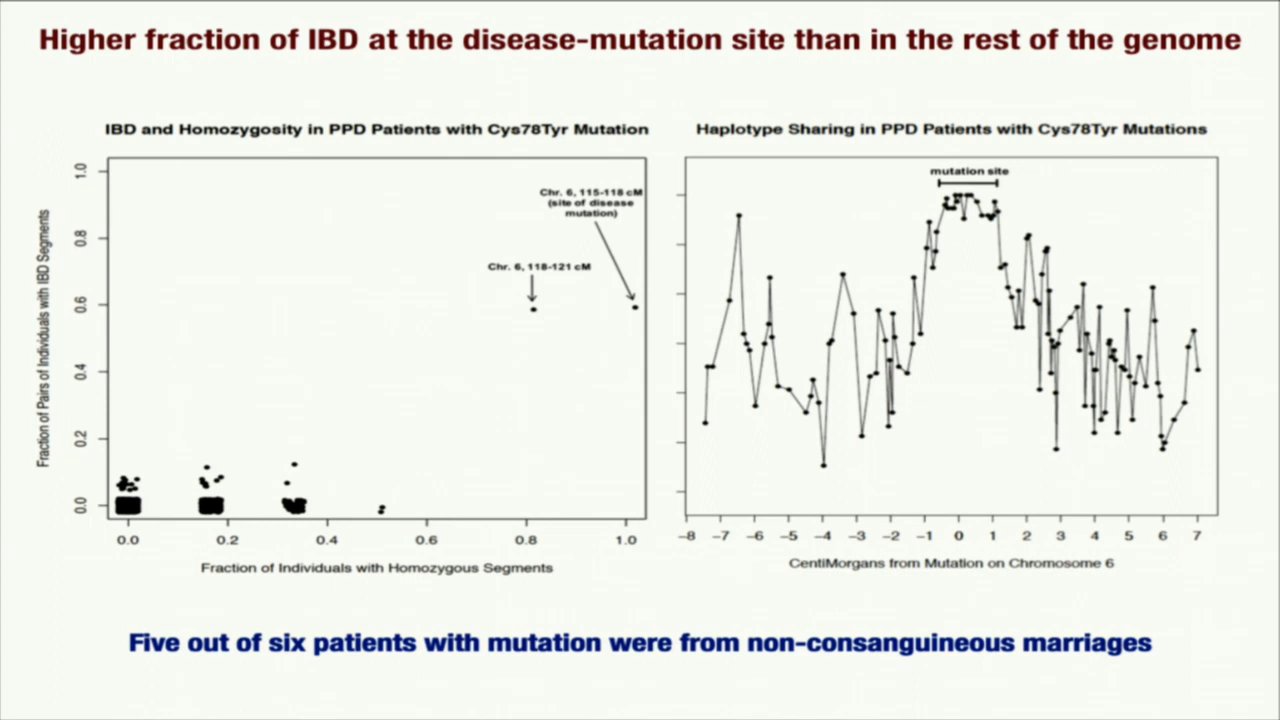 Higher fraction of IBD at the disease-mutation site than in the rest of the genome
IBD and Homozygosity in PPD Patients with Cys78Tyr Mutation
Fraction of Pairs of Individuals with IBD Segments
1.0
0.8
0.6
0.4
0.2
0.0
Chr. 6, 115-118 cM
(site of disease
mutation)
Chr. 6, 118-121 cM
0.0 0.2 0.4 0.6 0.8 1.0
Fraction of Individuals with Homozygous Segments
Haplotype Sharing in PPD Patients with Cys78Tyr Mutations
mutation site
−8 −7 −6 −5 −4 −3 −2 −1 0 1 2 3 4 5 6 7
CentiMorgans from Mutation on Chromosome 6
Five out of six patients with mutation were from non-consanguineous marriages